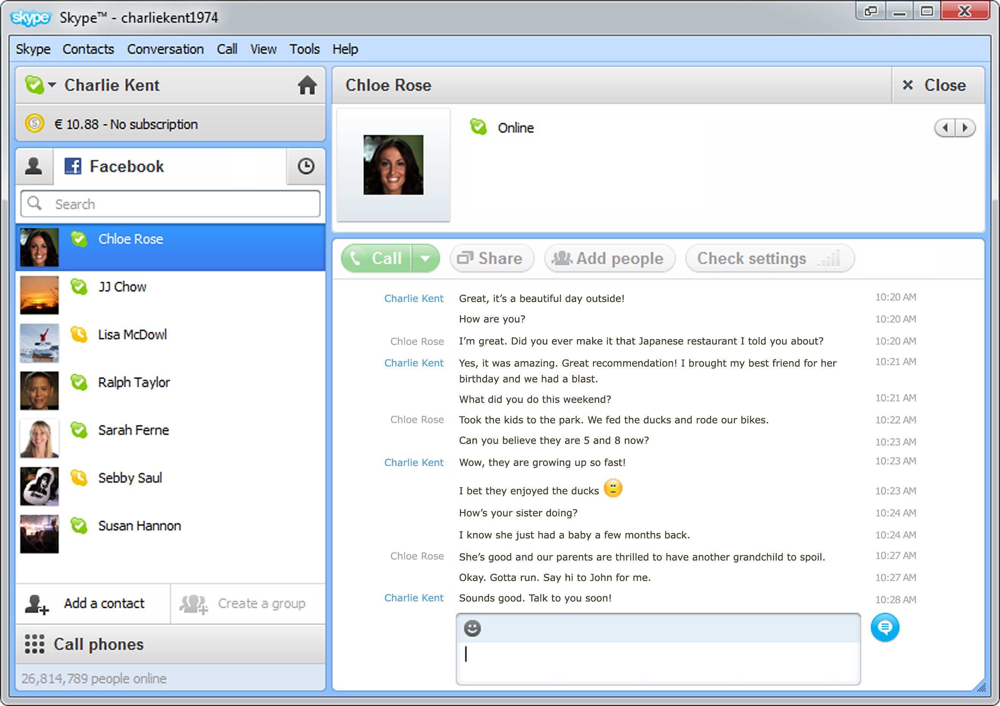 skype Skype™ - charliekent1974
Skype Contacts Conversation Call View Tools Help
Charlie Kent
€ 10.88 - No subscription
Facebook
Search
Chloe Rose
JJ Chow
Lisa McDowl
Ralph Taylor
Sarah Ferne
Sebby Saul
Susan Hannon
Add a contact Create a group
Call phones
26,814,789 people online
Chloe Rose × Close
Online
Call Share Add people Check settings
Charlie Kent Great, it’s a beautiful day outside! 10:20 AM
How are you? 10:20 AM
Chloe Rose I’m great. Did you ever make it that Japanese restaurant I told you about? 10:20 AM
Charlie Kent Yes, it was amazing. Great recommendation! I brought my best friend for her 10:21 AM
birthday and we had a blast.
What did you do this weekend? 10:21 AM
Chloe Rose Took the kids to the park. We fed the ducks and rode our bikes. 10:22 AM
Can you believe they are 5 and 8 now? 10:23 AM
Charlie Kent Wow, they are growing up so fast! 10:23 AM
I bet they enjoyed the ducks 10:23 AM
How’s your sister doing? 10:24 AM
I know she just had a baby a few months back. 10:24 AM
Chloe Rose She’s good and our parents are thrilled to have another grandchild to spoil. 10:27 AM
Okay. Gotta run. Say hi to John for me. 10:27 AM
Charlie Kent Sounds good. Talk to you soon! 10:28 AM